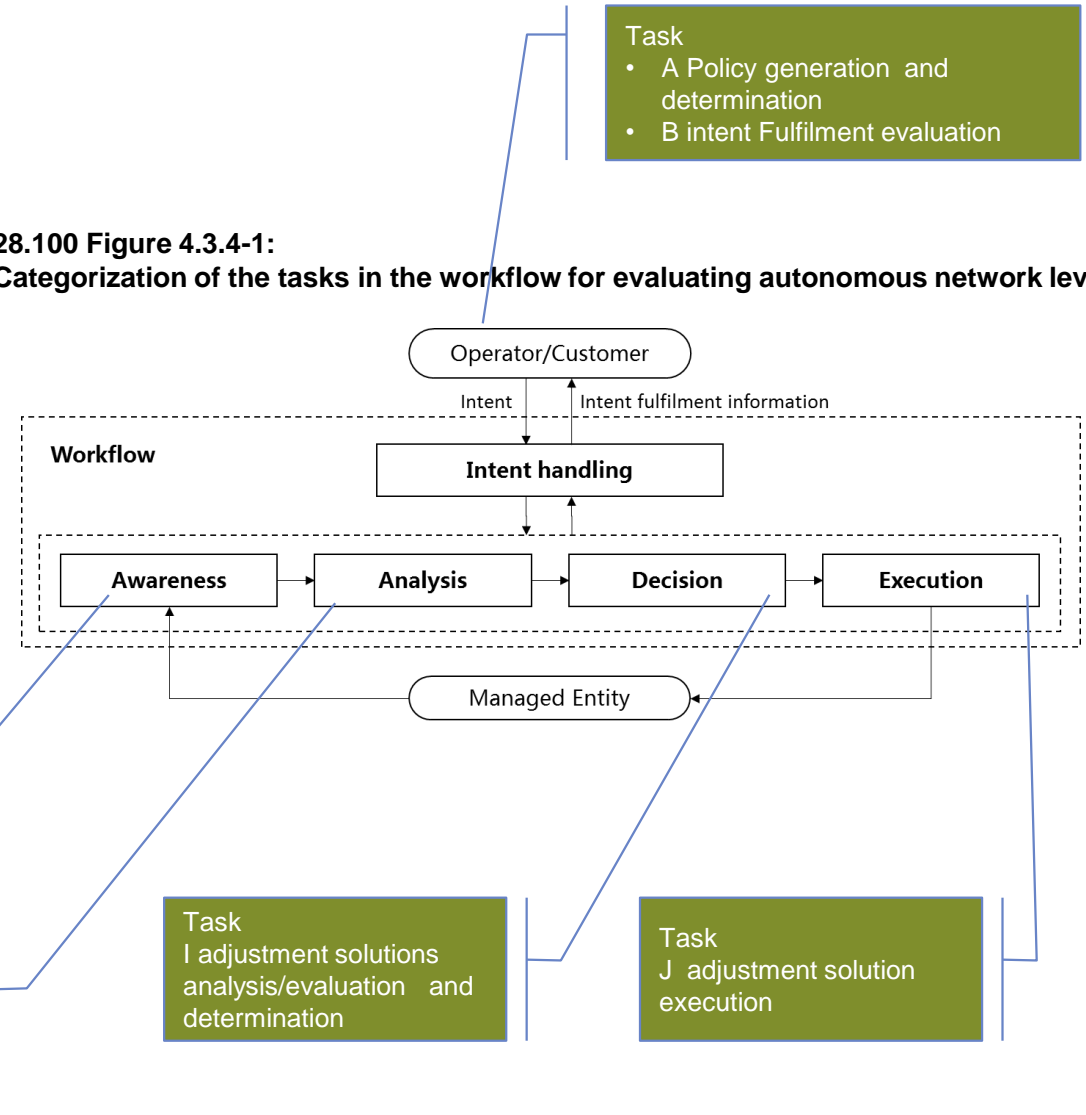 Task
• A Policy generation and
determination
• B intent Fulfilment evaluation
28.100 Figure 4.3.4-1:
Categorization of the tasks in the workflow for evaluating autonomous network lev
Operator/Customer
Intent
Intent fulfilment information
Workflow
Intent handling
Awareness
Analysis
Decision
Execution
Managed Entity
Task
I adjustment solutions
analysis/evaluation and
determination
Task
J adjustment solution
execution